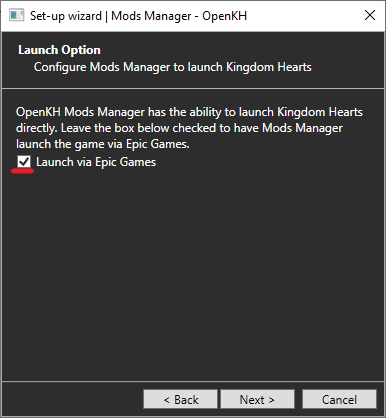 Set-up wizard | Mods Manager - OpenKH
Launch Option
Configure Mods Manager to launch Kingdom Hearts
OpenKH Mods Manager has the ability to launch Kingdom Hearts
directly. Leave the box below checked to have Mods Manager
launch the game via Epic Games.
Launch via Epic Games
< Back
Next >
Cancel